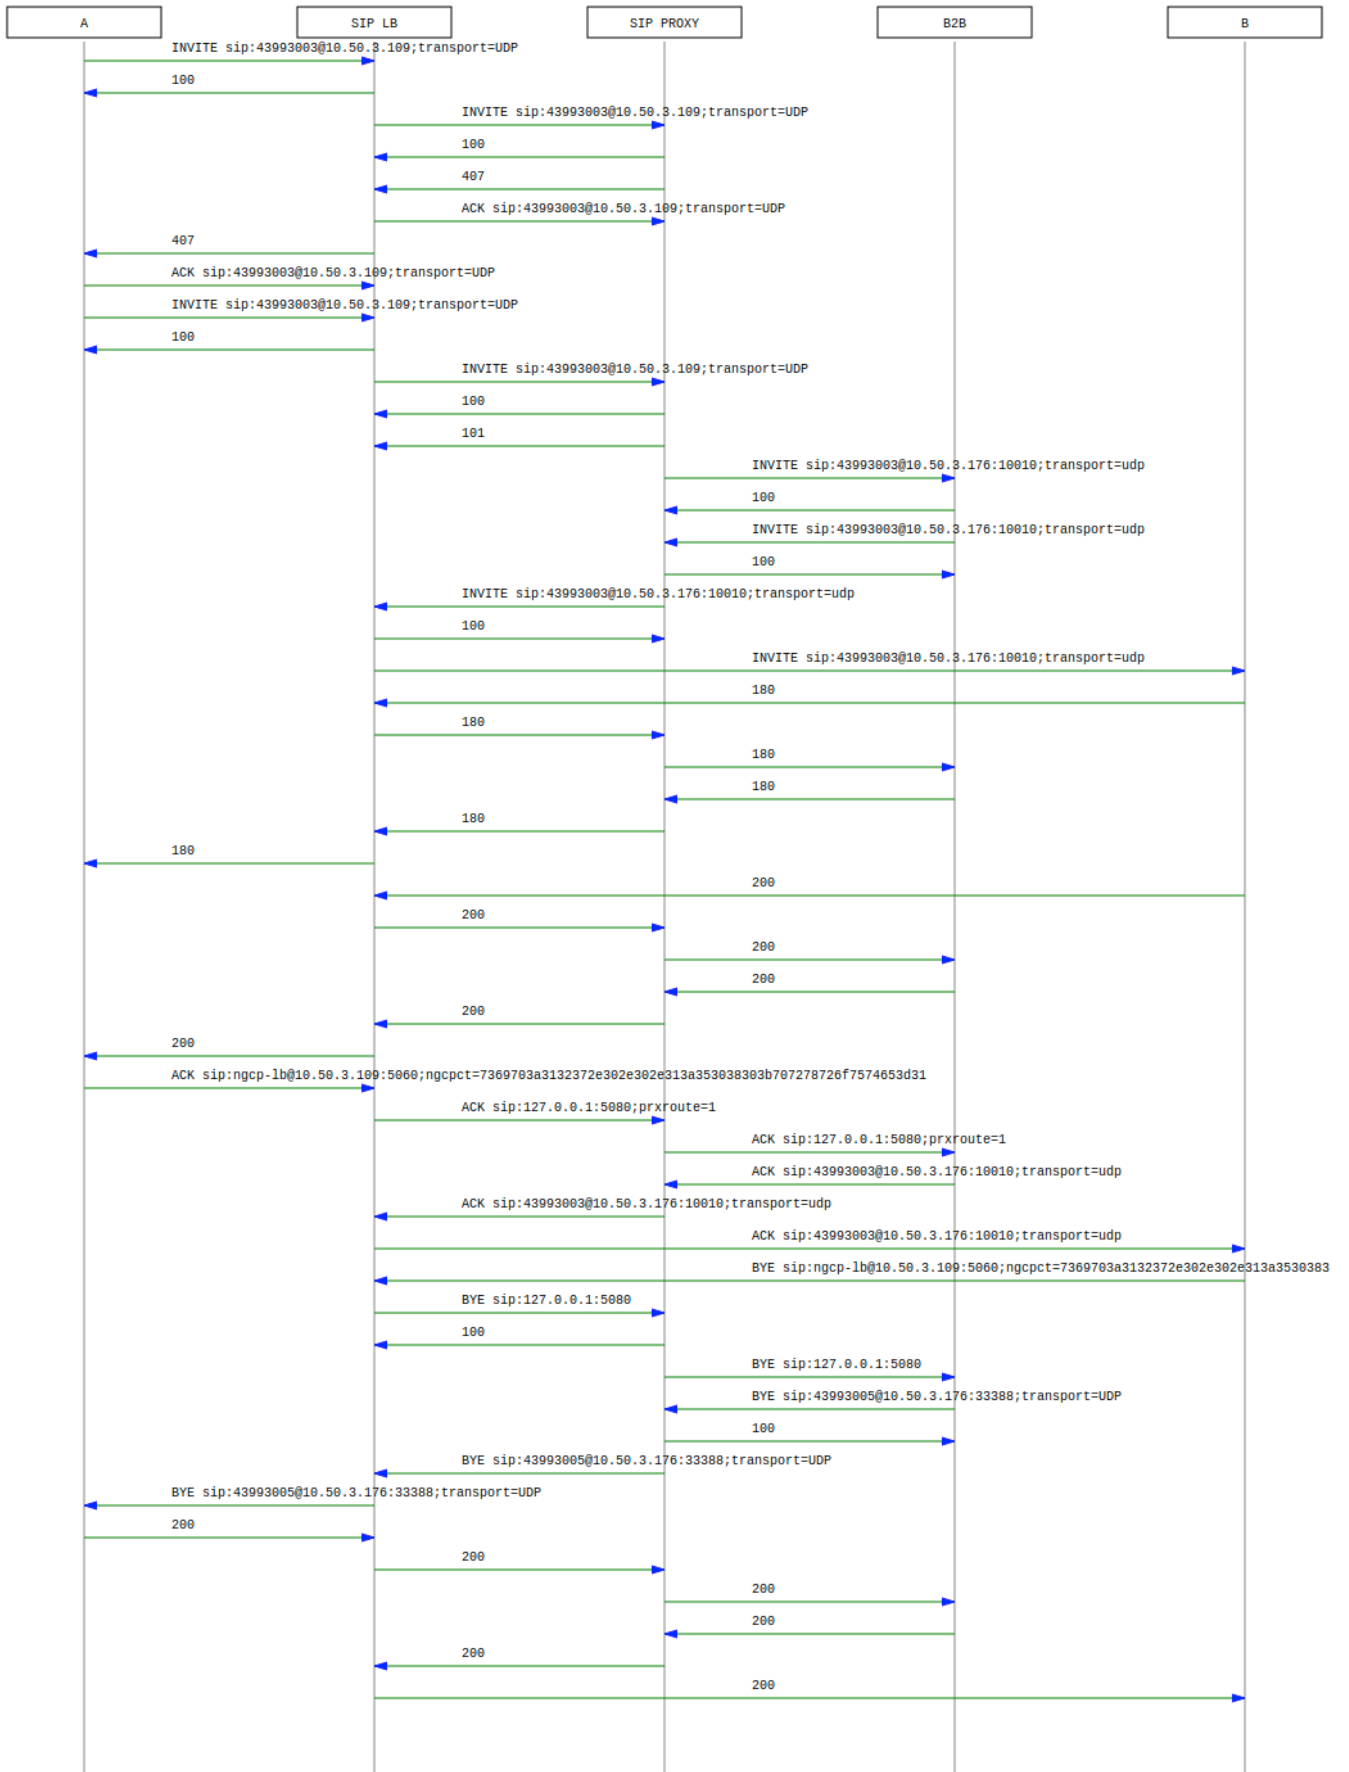 A SIP LB SIP PROXY B2B B
INVITE sip:43993003@10.50.3.109;transport=UDP
100
INVITE sip:43993003@10.50.3.109;transport=UDP
100
407
ACK sip:43993003@10.50.3.109;transport=UDP
407
ACK sip:43993003@10.50.3.109;transport=UDP
INVITE sip:43993003@10.50.3.109;transport=UDP
100
INVITE sip:43993003@10.50.3.109;transport=UDP
100
101
INVITE sip:43993003@10.50.3.176:10010;transport=udp
100
INVITE sip:43993003@10.50.3.176:10010;transport=udp
100
INVITE sip:43993003@10.50.3.176:10010;transport=udp
100
INVITE sip:43993003@10.50.3.176:10010;transport=udp
180
180
180
180
180
180
200
200
200
200
200
200
ACK sip:ngcp-lb@10.50.3.109:5060;ngcpct=7369703a3132372e302e302e313a353038303b707278726f7574653d31
ACK sip:127.0.0.1:5080;prxroute=1
ACK sip:127.0.0.1:5080;prxroute=1
ACK sip:43993003@10.50.3.176:10010;transport=udp
ACK sip:43993003@10.50.3.176:10010;transport=udp
ACK sip:43993003@10.50.3.176:10010;transport=udp
BYE sip:ngcp-lb@10.50.3.109:5060;ngcpct=7369703a3132372e302e302e313a3530383
BYE sip:127.0.0.1:5080
100
BYE sip:127.0.0.1:5080
BYE sip:43993005@10.50.3.176:33388;transport=UDP
100
BYE sip:43993005@10.50.3.176:33388;transport=UDP
BYE sip:43993005@10.50.3.176:33388;transport=UDP
200
200
200
200
200
200